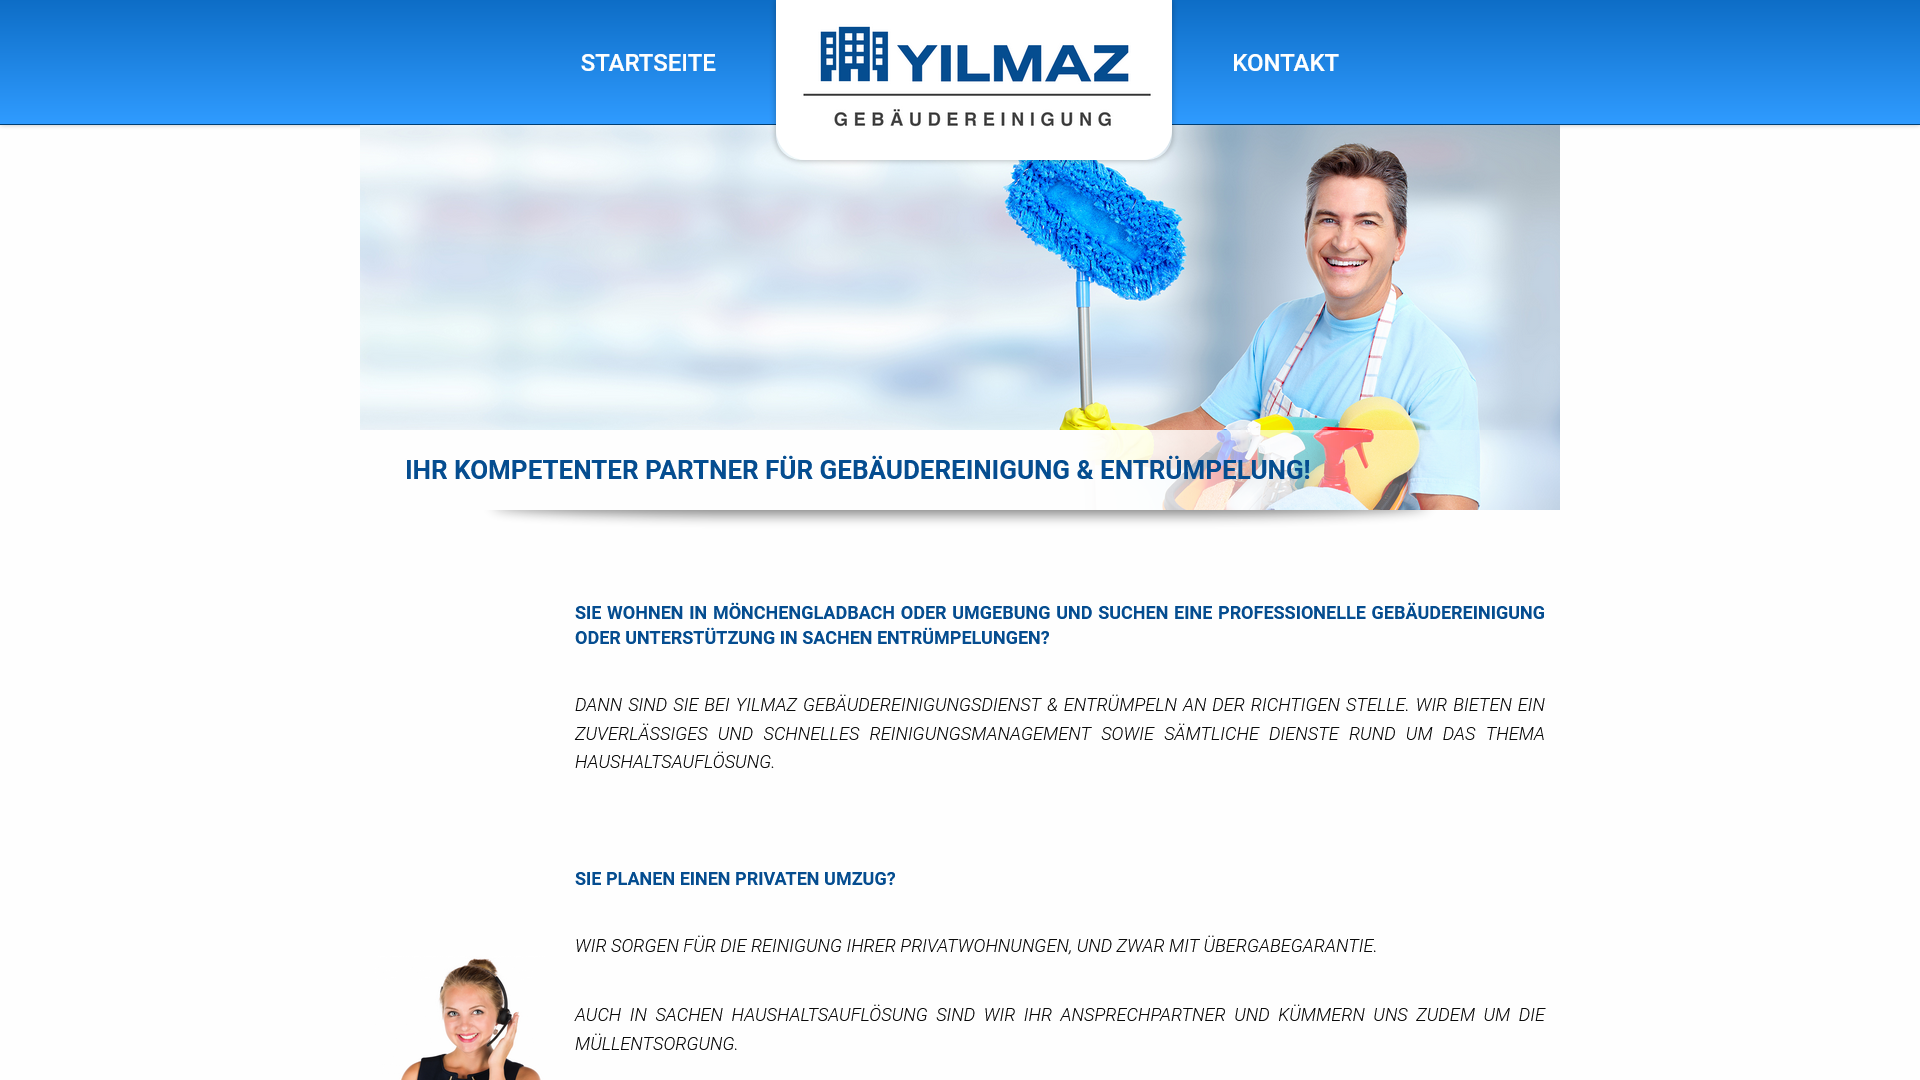 STARTSEITE
YILMAZ
GEBÄUDEREINIGUNG
KONTAKT
IHR KOMPETENTER PARTNER FÜR GEBÄUDEREINIGUNG & ENTRÜMPELUNG!
SIE WOHNEN IN MÖNCHENGLADBACH ODER UMGEBUNG UND SUCHEN EINE PROFESSIONELLE GEBÄUDEREINIGUNG
ODER UNTERSTÜTZUNG IN SACHEN ENTRÜMPELUNGEN?
DANN SIND SIE BEI YILMAZ GEBÄUDEREINIGUNGSDIENST & ENTRÜMPELN AN DER RICHTIGEN STELLE. WIR BIETEN EIN
ZUVERLÄSSIGES UND SCHNELLES REINIGUNGSMANAGEMENT SOWIE SÄMTLICHE DIENSTE RUND UM DAS THEMA
HAUSHALTSAUFLÖSUNG.
SIE PLANEN EINEN PRIVATEN UMZUG?
WIR SORGEN FÜR DIE REINIGUNG IHRER PRIVATWOHNUNGEN, UND ZWAR MIT ÜBERGABEGARANTIE.
AUCH IN SACHEN HAUSHALTSAUFLÖSUNG SIND WIR IHR ANSPRECHPARTNER UND KÜMMERN UNS ZUDEM UM DIE
MÜLLENTSORGUNG.